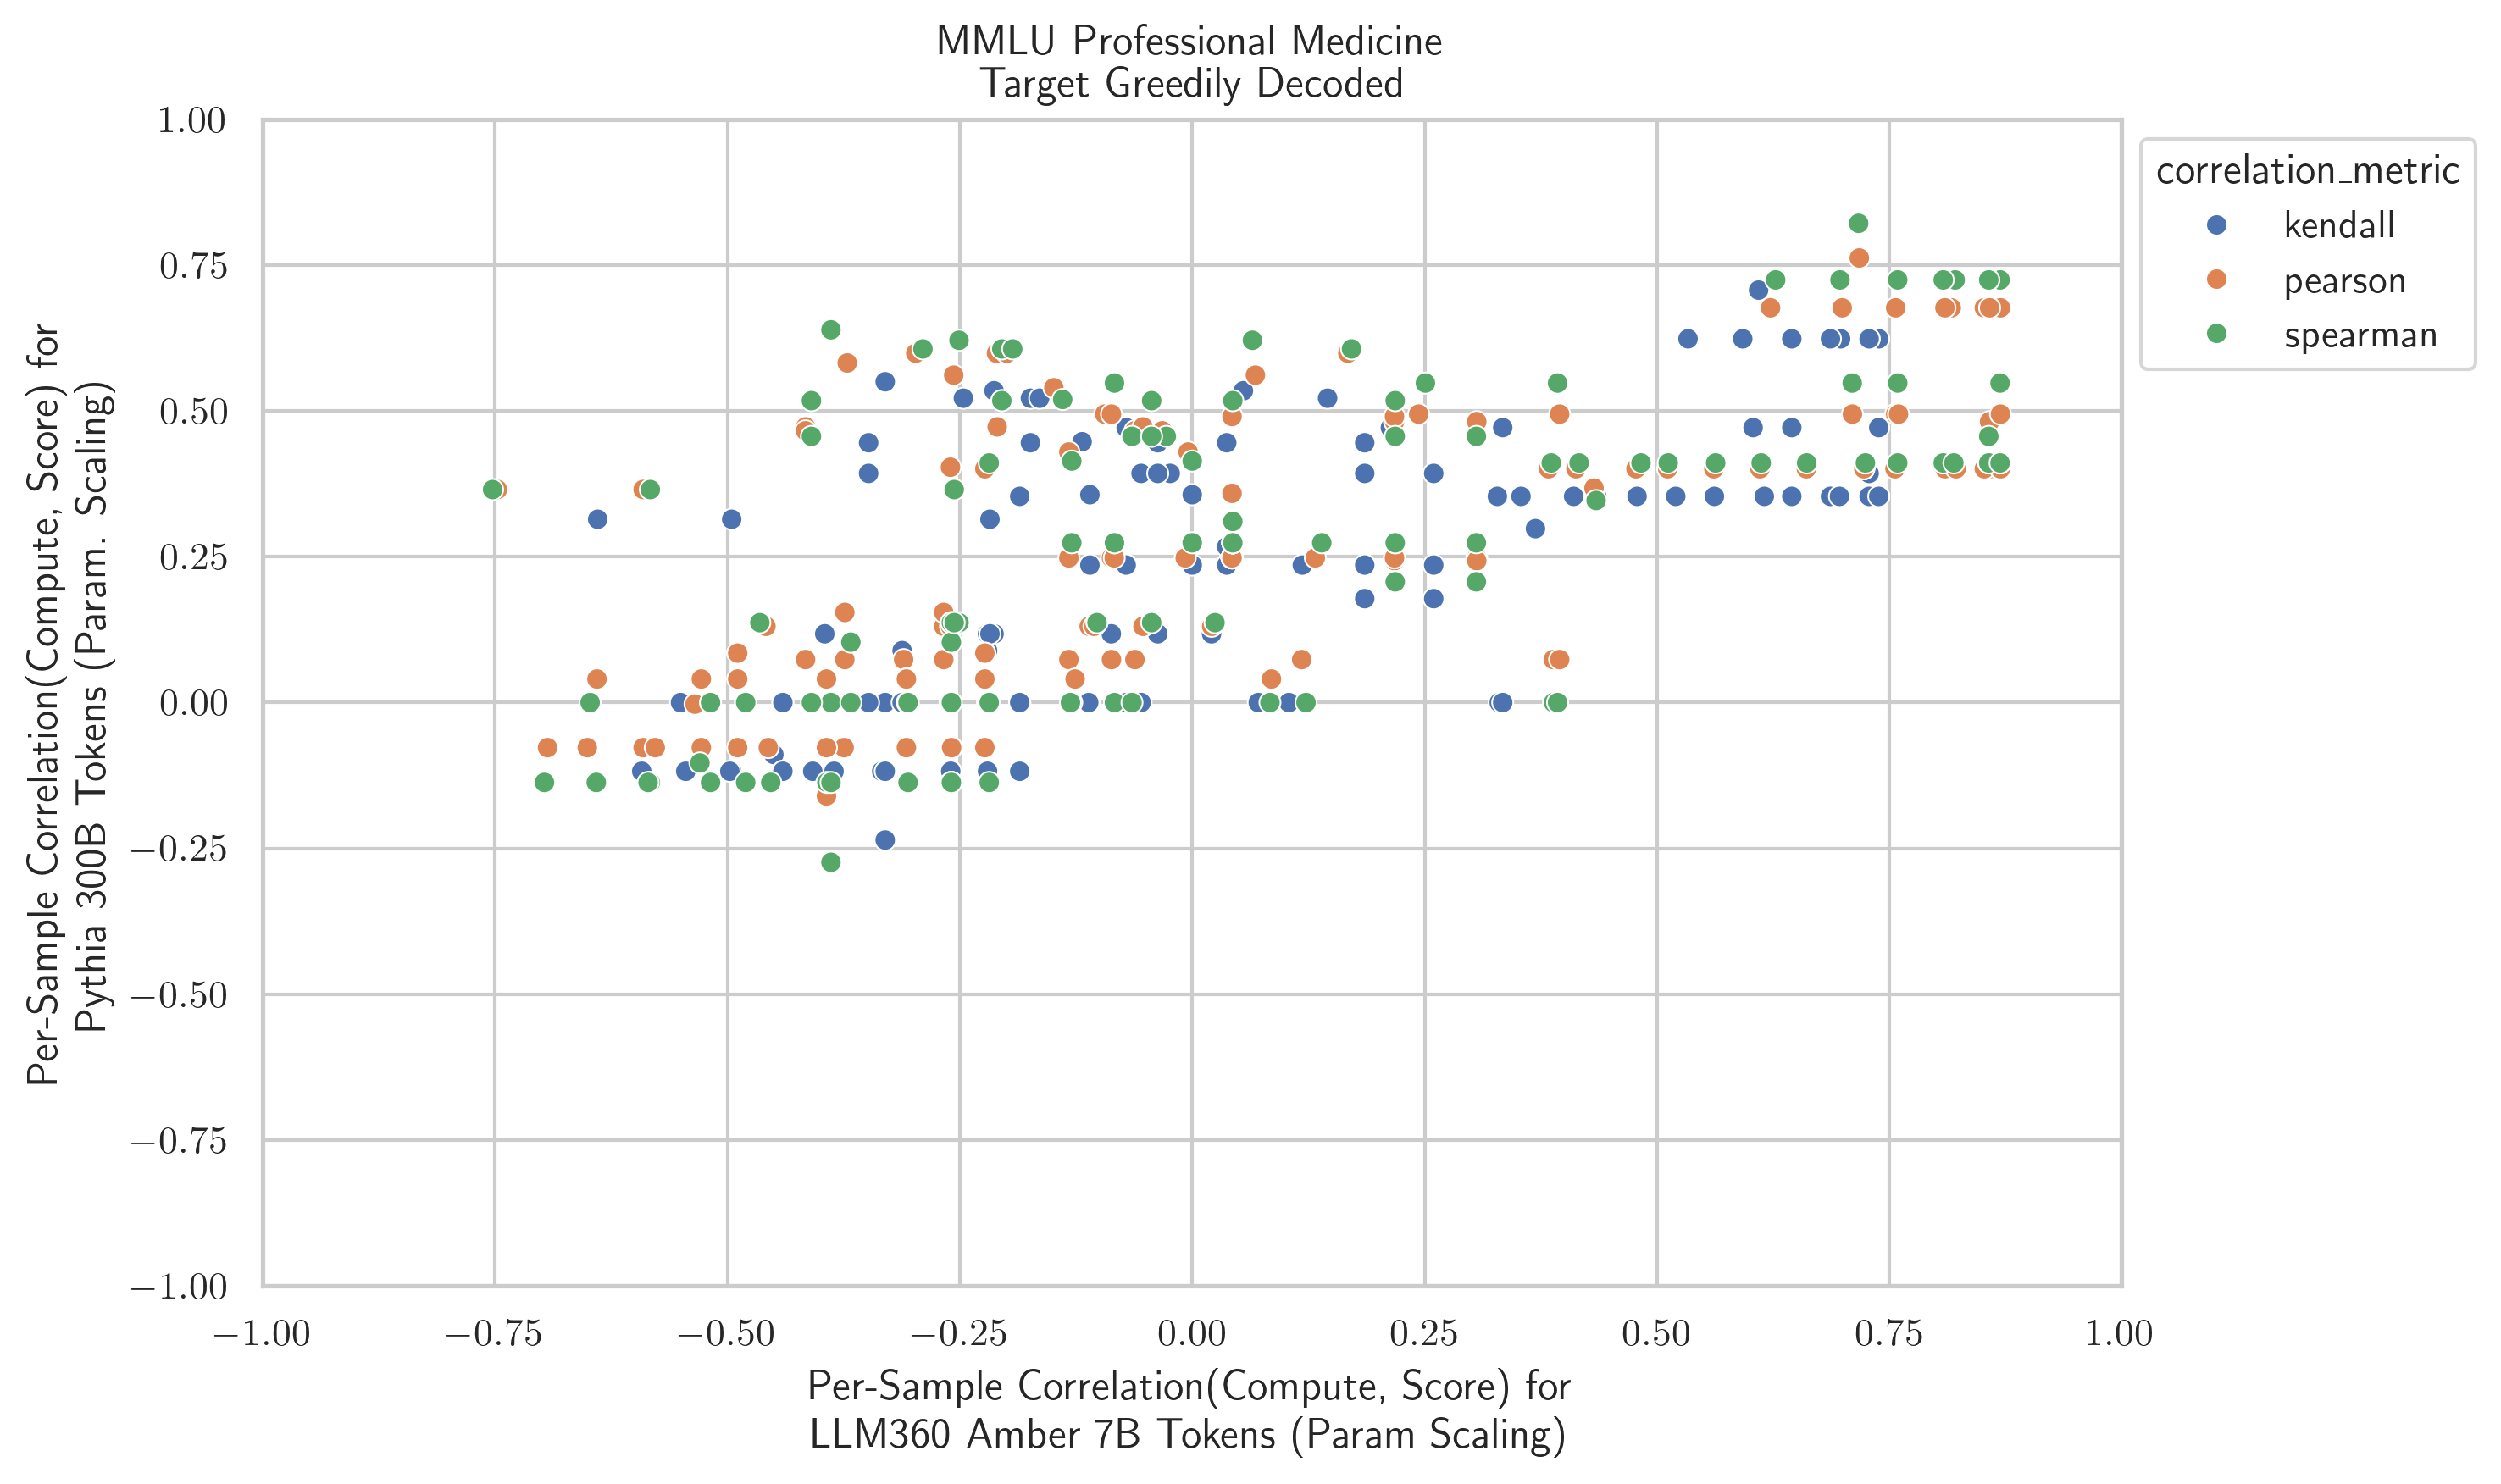 MMLU Professional Medicine
Target Greedily Decoded
1.00
0.75
0.50
0.25
0.00
−0.25
−0.50
−0.75
−1.00
Per-Sample Correlation(Compute, Score) for
Pythia 300B Tokens (Param. Scaling)
−1.00 −0.75 −0.50 −0.25 0.00 0.25 0.50 0.75 1.00
Per-Sample Correlation(Compute, Score) for
LLM360 Amber 7B Tokens (Param Scaling)
correlation_metric
kendall
pearson
spearman